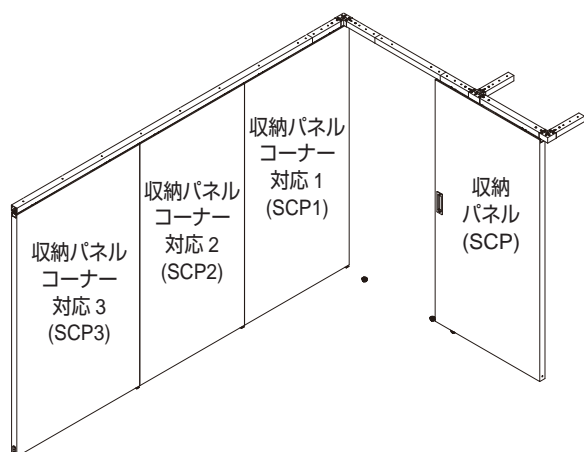 収納パネル
コーナー
対応 3
(SCP3)
収納パネル
コーナー
対応 2
(SCP2)
収納パネル
コーナー
対応 1
(SCP1)
収納
パネル
(SCP)